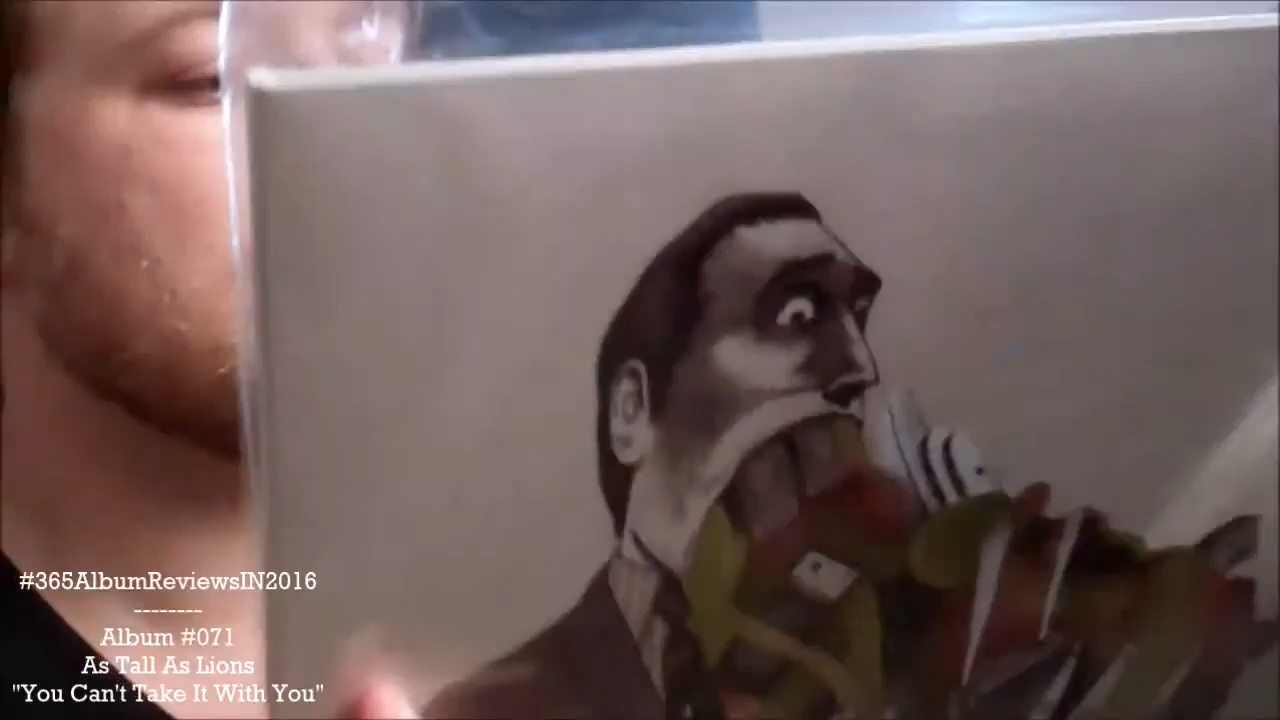 #365AlbumReviewsIN2016
--------
Album #071
As Tall As Lions
"You Can't Take It With You"